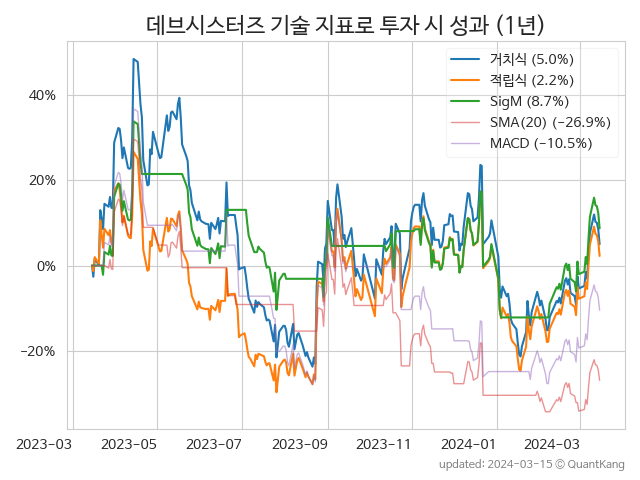 데브시스터즈 기술 지표로 투자 시 성과 (1년)
거치식 (5.0%)
적립식 (2.2%)
SigM (8.7%)
SMA(20) (−26.9%)
MACD (−10.5%)
40%
20%
0%
−20%
2023-03 2023-05 2023-07 2023-09 2023-11 2024-01 2024-03
updated: 2024-03-15 © QuantKang